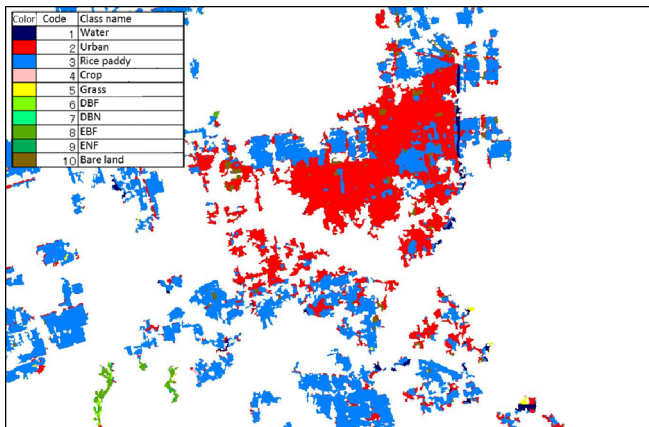 Color Code Class name
1 Water
2 Urban
3 Rice paddy
4 Crop
5 Grass
6 DBF
7 DBN
8 EBF
9 ENF
10 Bare land